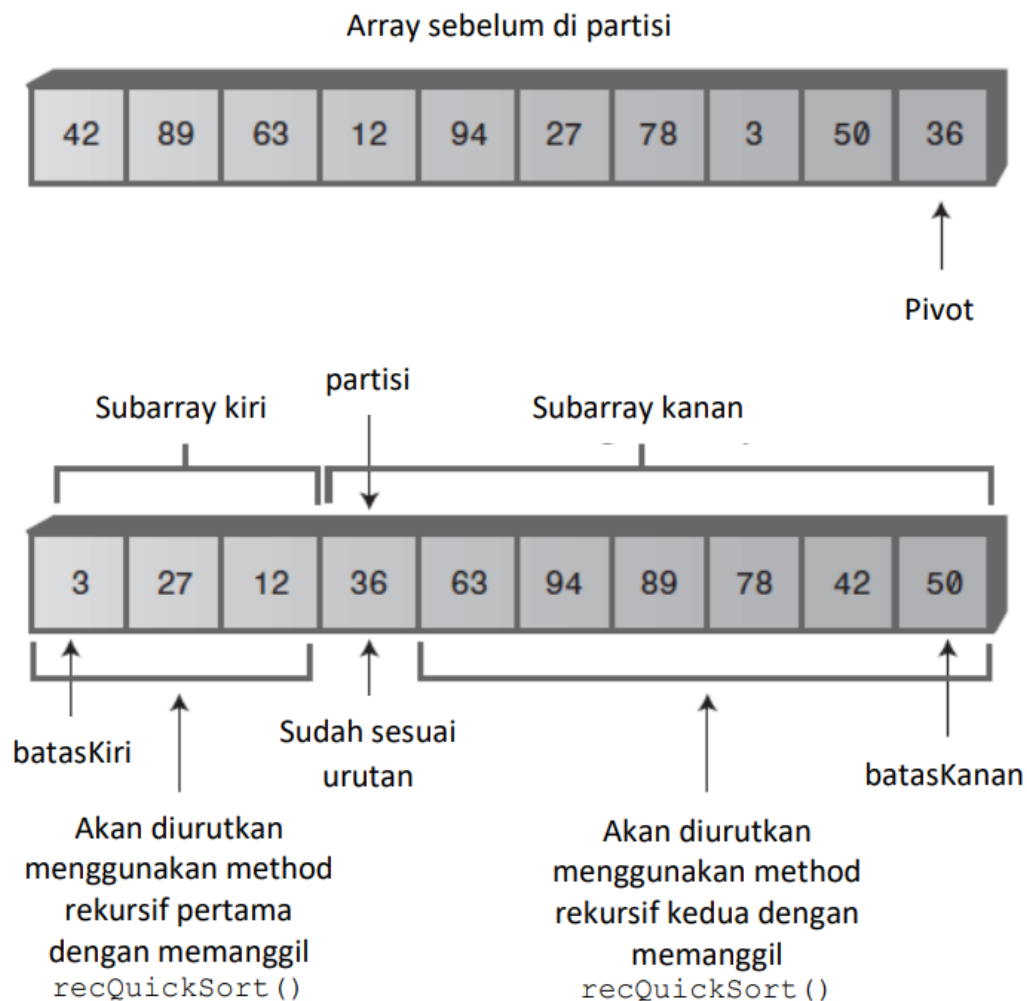 Array sebelum di partisi
42 89 63 12 94 27 78 3 50 36
Pivot
partisi
Subarray kiri
Subarray kanan
3 27 12 36 63 94 89 78 42 50
batasKiri
Sudah sesuai
urutan
batasKanan
Akan diurutkan
menggunakan method
rekursif pertama
dengan memanggil
recQuickSort()
Akan diurutkan
menggunakan method
rekursif kedua dengan
memanggil
recQuickSort()